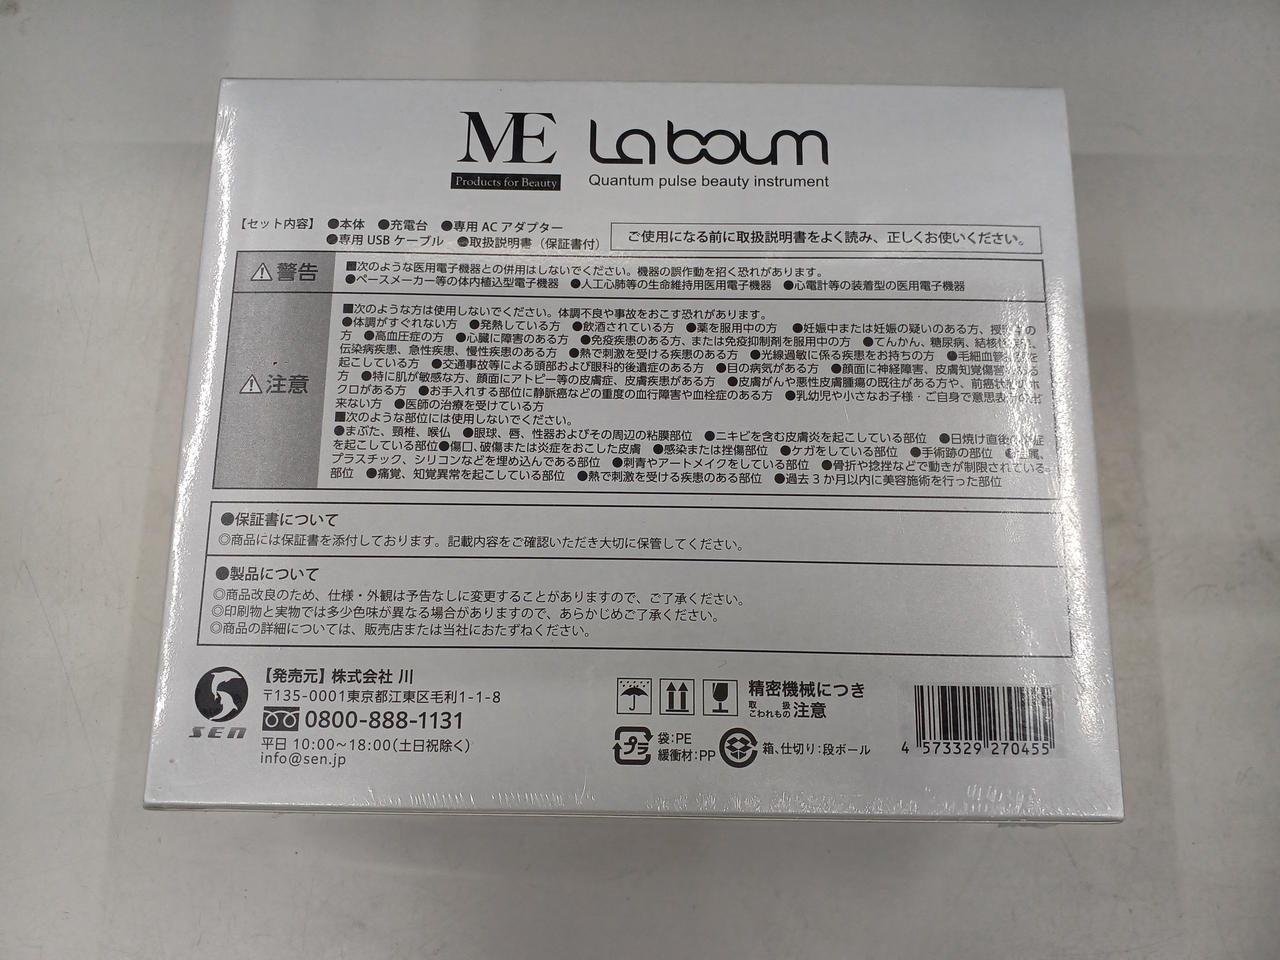 ME
Products for Beauty
La boum
Quantum pulse beauty instrument
【セット内容】 ●本体 ●充電台 ●専用 AC アダプター
●専用 USB ケーブル ●取扱説明書（保証書付）
ご使用になる前に取扱説明書をよく読み、正しくお使いください。
警告
■次のような医用電子機器との併用はしないでください。機器の誤作動を招く恐れがあります。
●ペースメーカー等の体内植込型電子機器 ●人工心肺等の生命維持用医用電子機器 ●心電計等の装着型の医用電子機器
注意
■次のような方は使用しないでください。体調不良や事故をおこす恐れがあります。
●体調がすぐれない方 ●発熱している方 ●飲酒されている方 ●薬を服用中の方 ●妊娠中または妊娠の疑いのある方、授乳中の
方 ●高血圧症の方 ●心臓に障害のある方 ●免疫疾患のある方、または免疫抑制剤を服用中の方 ●てんかん、糖尿病、結核性疾患、
伝染病疾患、急性疾患、慢性疾患のある方 ●熱で刺激を受ける疾患のある方 ●光線過敏に係る疾患をお持ちの方 ●毛細血管
起こしている方 ●交通事故等による頭部および眼科的後遺症のある方 ●目の病気がある方 ●顔面に神経障害、皮膚知覚傷害
方 ●特に肌が敏感な方、顔面にアトピー等の皮膚症、皮膚疾患がある方 ●皮膚がんや悪性皮膚腫瘍の既往がある方や、前癌状
クロがある方 ●お手入れする部位に静脈癌などの重度の血行障害や血栓症のある方 ●乳幼児や小さなお子様・ご自身で意思表示の出
来ない方 ●医師の治療を受けている方
■次のような部位には使用しないでください。
●まぶた、頸椎、喉仏 ●眼球、唇、性器およびその周辺の粘膜部位 ●ニキビを含む皮膚炎を起こしている部位 ●日焼け直後
を起こしている部位●傷口、破傷または炎症をおこした皮膚 ●感染または挫傷部位 ●ケガをしている部位 ●手術跡の部位 ●金属、
プラスチック、シリコンなどを埋め込んである部位 ●刺青やアートメイクをしている部位 ●骨折や捻挫などで動きが制限されている
部位 ●痛覚、知覚異常を起こしている部位 ●熱で刺激を受ける疾患のある部位 ●過去 3 か月以内に美容施術を行った部位
●保証書について
◎商品には保証書を添付しております。記載内容をご確認いただき大切に保管してください。
●製品について
◎商品改良のため、仕様・外観は予告なしに変更することがありますので、ご了承ください。
◎印刷物と実物では多少色味が異なる場合がありますので、あらかじめご了承ください。
◎商品の詳細については、販売店または当社におたずねください。
SEN
【発売元】株式会社 川
〒135-0001東京都江東区毛利1-1-8
0800-888-1131
平日 10:00～18:00（土日祝除く）
info@sen.jp
精密機械につき
取扱注意
こわれもの
プラ
袋：PE
緩衝材：PP
箱、仕切り：段ボール
4 573329 270455